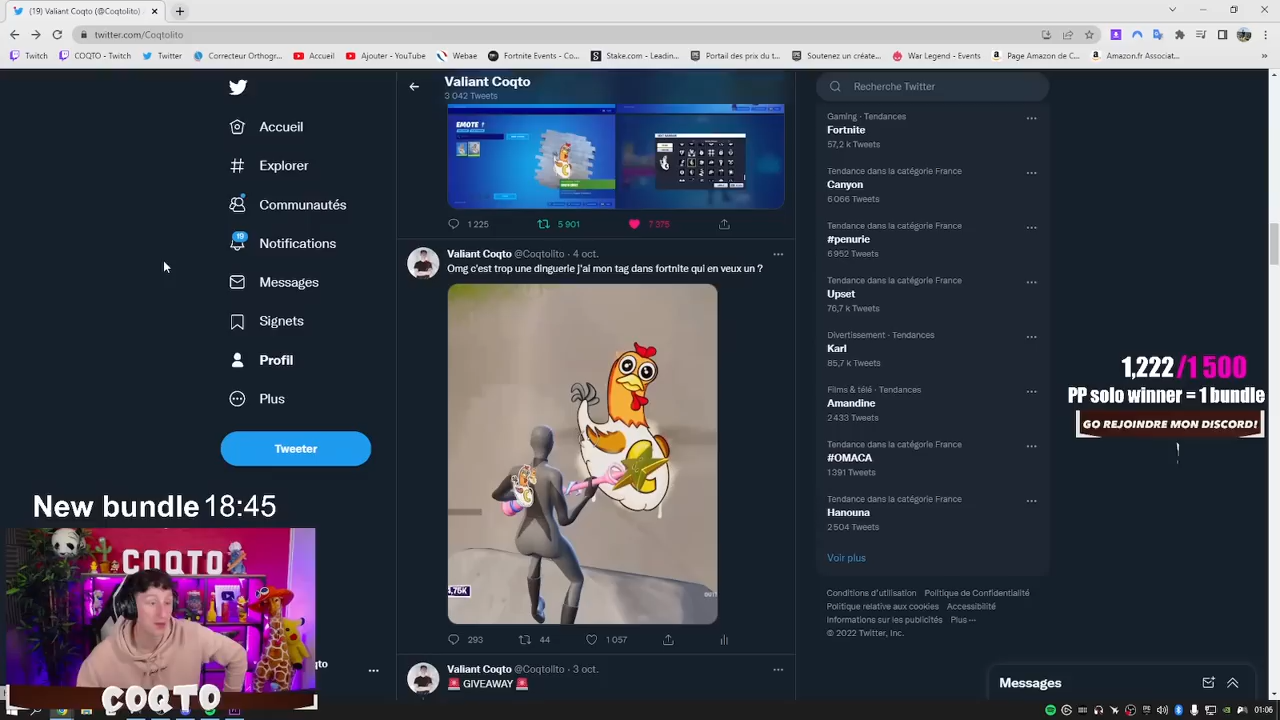 (19) Valiant Coqto (@Coqtolito)
twitter.com/Coqtolito
Twitch
COQTO - Twitch
Twitter
Correcteur Orthogr...
Accueil
Ajouter - YouTube
Webae
Fortnite Events - Co...
Stake.com - Leadin...
Portail des prix du t...
Soutenez un créate...
War Legend - Events
Page Amazon de C...
Amazon.fr Associat...
Accueil
Explorer
Communautés
19
Notifications
Messages
Signets
Profil
Plus
Tweeter
New bundle 18:45
COQTO
COQTO
Valiant Coqto
3 042 Tweets
EMOTE
1 225
5 901
7 375
Valiant Coqto @Coqtolito · 4 oct.
Omg c'est trop une dinguerie j'ai mon tag dans fortnite qui en veux un ?
4.75K
293
44
1 057
Valiant Coqto @Coqtolito · 3 oct.
🚨 GIVEAWAY 🚨
Recherche Twitter
Gaming · Tendances
Fortnite
57,2 k Tweets
Tendance dans la catégorie France
Canyon
6 066 Tweets
Tendance dans la catégorie France
#penurie
6 952 Tweets
Tendance dans la catégorie France
Upset
76,7 k Tweets
Divertissement · Tendances
Karl
85,7 k Tweets
Films & télé · Tendances
Amandine
2 433 Tweets
Tendance dans la catégorie France
#OMACA
1 391 Tweets
Tendance dans la catégorie France
Hanouna
2 504 Tweets
Voir plus
Conditions d'utilisation Politique de Confidentialité
Politique relative aux cookies Accessibilité
Informations sur les publicités Plus ···
© 2022 Twitter, Inc.
1,222 /1 500
PP solo winner = 1 bundle
GO REJOINDRE MON DISCORD!
Messages
01:06